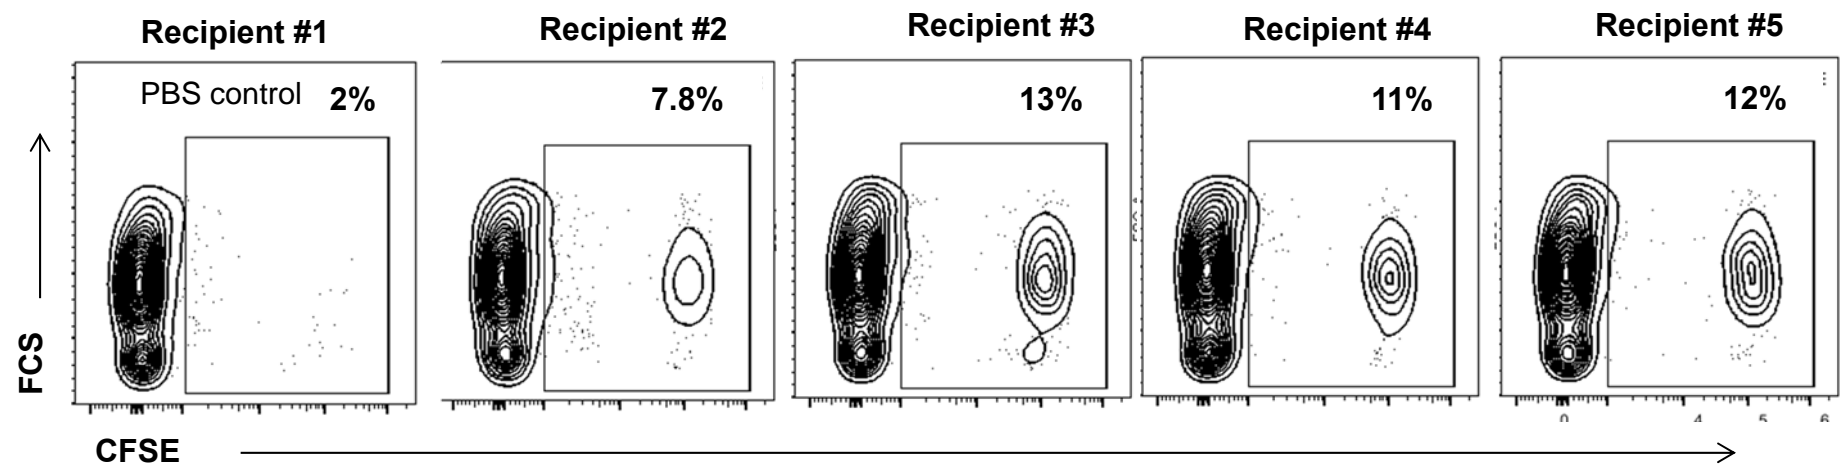 Recipient #1
Recipient #2
Recipient #3
Recipient #4
Recipient #5
PBS control 2%
7.8%
13%
11%
12%
FCS
0 4 5 6
CFSE